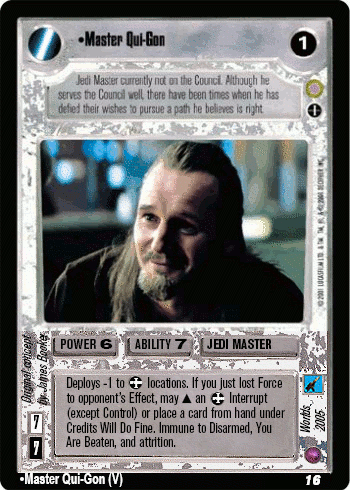 •Master Qui-Gon
1
Jedi Master currently not on the Council. Although he
serves the Council well, there have been times when he has
defied their wishes to pursue a path he believes is right.
POWER 6
ABILITY 7
JEDI MASTER
Deploys -1 to locations. If you just lost Force
to opponent's Effect, may ▲ an Interrupt
(except Control) or place a card from hand under
Credits Will Do Fine. Immune to Disarmed, You
Are Beaten, and attrition.
7
7
by James Booker
Worlds
2005
•Master Qui-Gon (V)
16